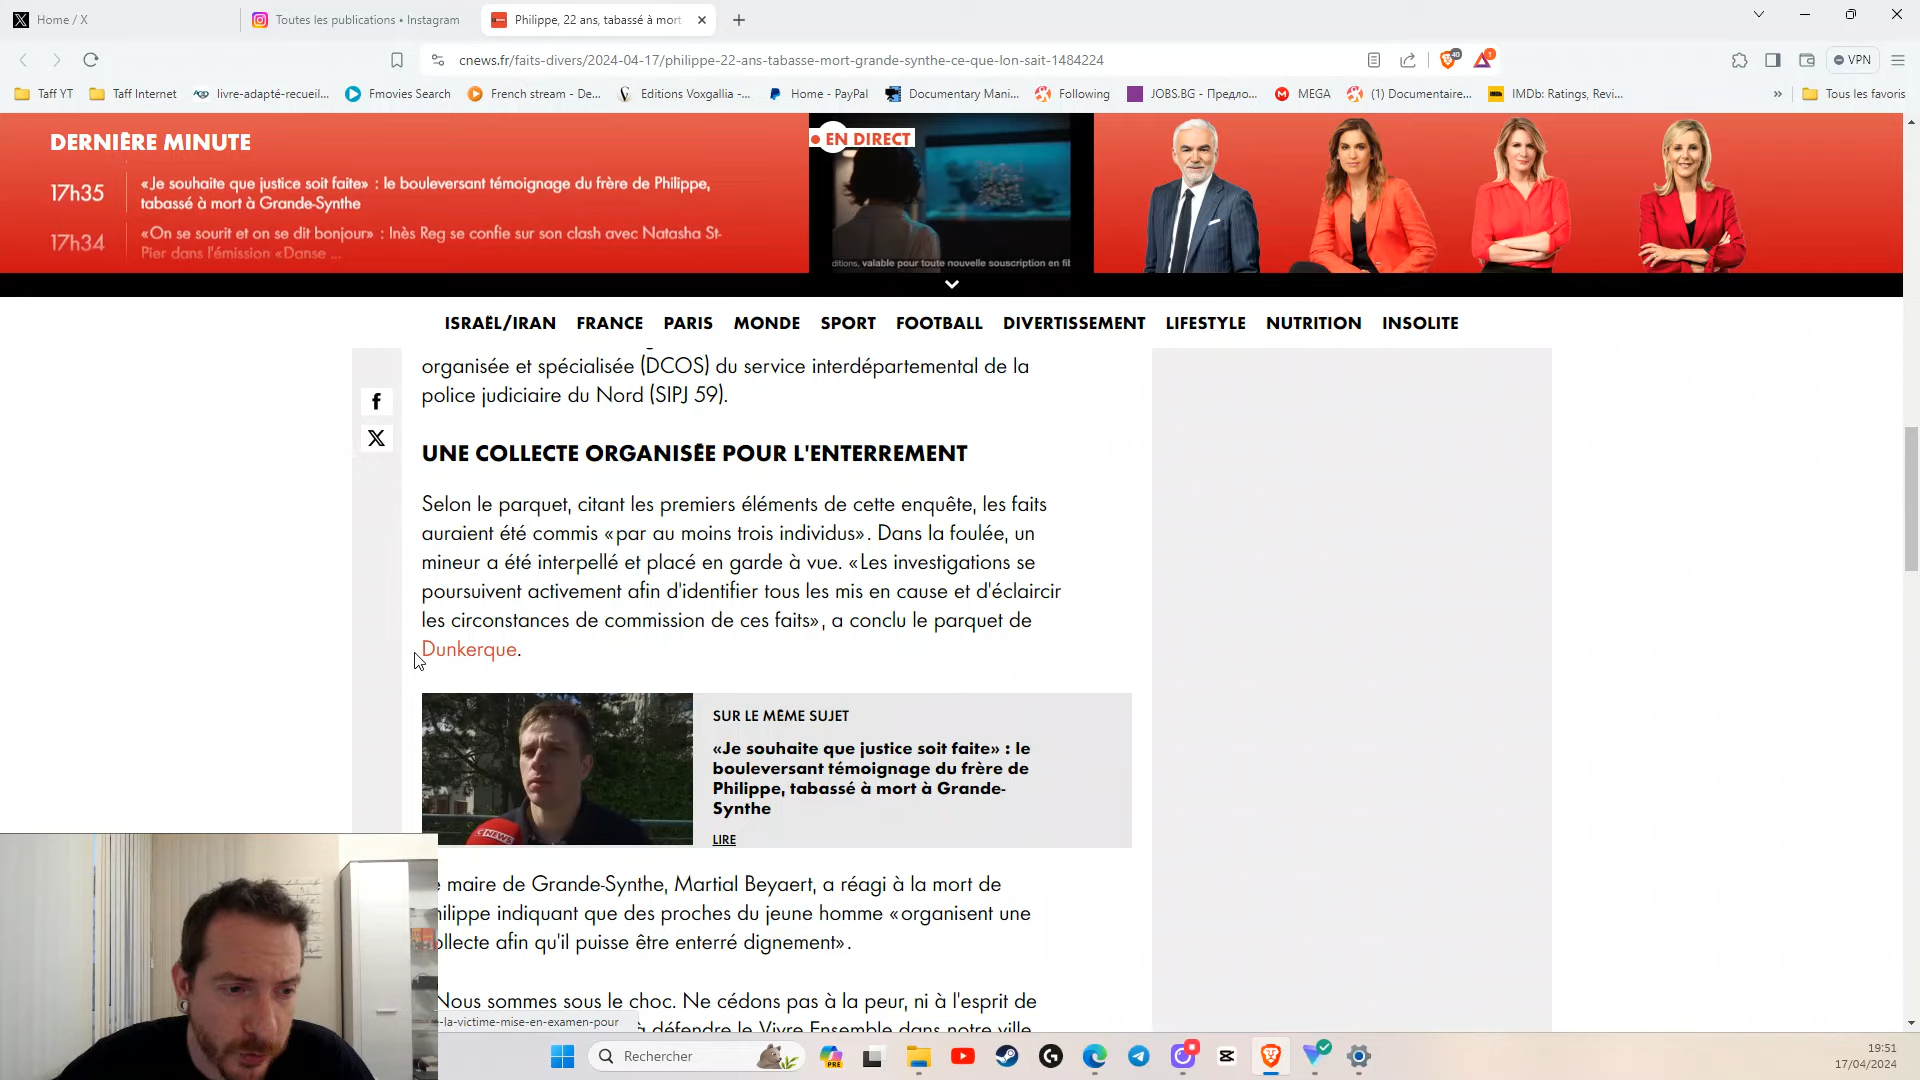 Home / X
Toutes les publications • Instagram
Philippe, 22 ans, tabassé à mort
cnews.fr/faits-divers/2024-04-17/philippe-22-ans-tabasse-mort-grande-synthe-ce-que-lon-sait-1484224
40
1
VPN
Taff YT
Taff Internet
livre-adapté-recueil...
Fmovies Search
French stream - De...
Editions Voxgallia -...
Home - PayPal
Documentary Mani...
Following
JOBS.BG - Предло...
MEGA
(1) Documentaire...
IMDb: Ratings, Revi...
»
Tous les favoris
DERNIÈRE MINUTE
17h35
«Je souhaite que justice soit faite» : le bouleversant témoignage du frère de Philippe,
tabassé à mort à Grande-Synthe
17h34
«On se sourit et on se dit bonjour» : Inès Reg se confie sur son clash avec Natasha St-
Pier dans l'émission «Danse ...
EN DIRECT
ditions, valable pour toute nouvelle souscription en fib
ISRAËL/IRAN FRANCE PARIS MONDE SPORT FOOTBALL DIVERTISSEMENT LIFESTYLE NUTRITION INSOLITE
organisée et spécialisée (DCOS) du service interdépartemental de la
police judiciaire du Nord (SIPJ 59).
UNE COLLECTE ORGANISÉE POUR L'ENTERREMENT
Selon le parquet, citant les premiers éléments de cette enquête, les faits
auraient été commis «par au moins trois individus». Dans la foulée, un
mineur a été interpellé et placé en garde à vue. «Les investigations se
poursuivent activement afin d'identifier tous les mis en cause et d'éclaircir
les circonstances de commission de ces faits», a conclu le parquet de
Dunkerque.
CNEWS
SUR LE MÊME SUJET
«Je souhaite que justice soit faite» : le
bouleversant témoignage du frère de
Philippe, tabassé à mort à Grande-
Synthe
LIRE
e maire de Grande-Synthe, Martial Beyaert, a réagi à la mort de
hilippe indiquant que des proches du jeune homme «organisent une
ollecte afin qu'il puisse être enterré dignement».
Nous sommes sous le choc. Ne cédons pas à la peur, ni à l'esprit de
e-la-victime-mise-en-examen-pour
à défendre le Vivre Ensemble dans notre ville
Rechercher
PRE
19:51
17/04/2024